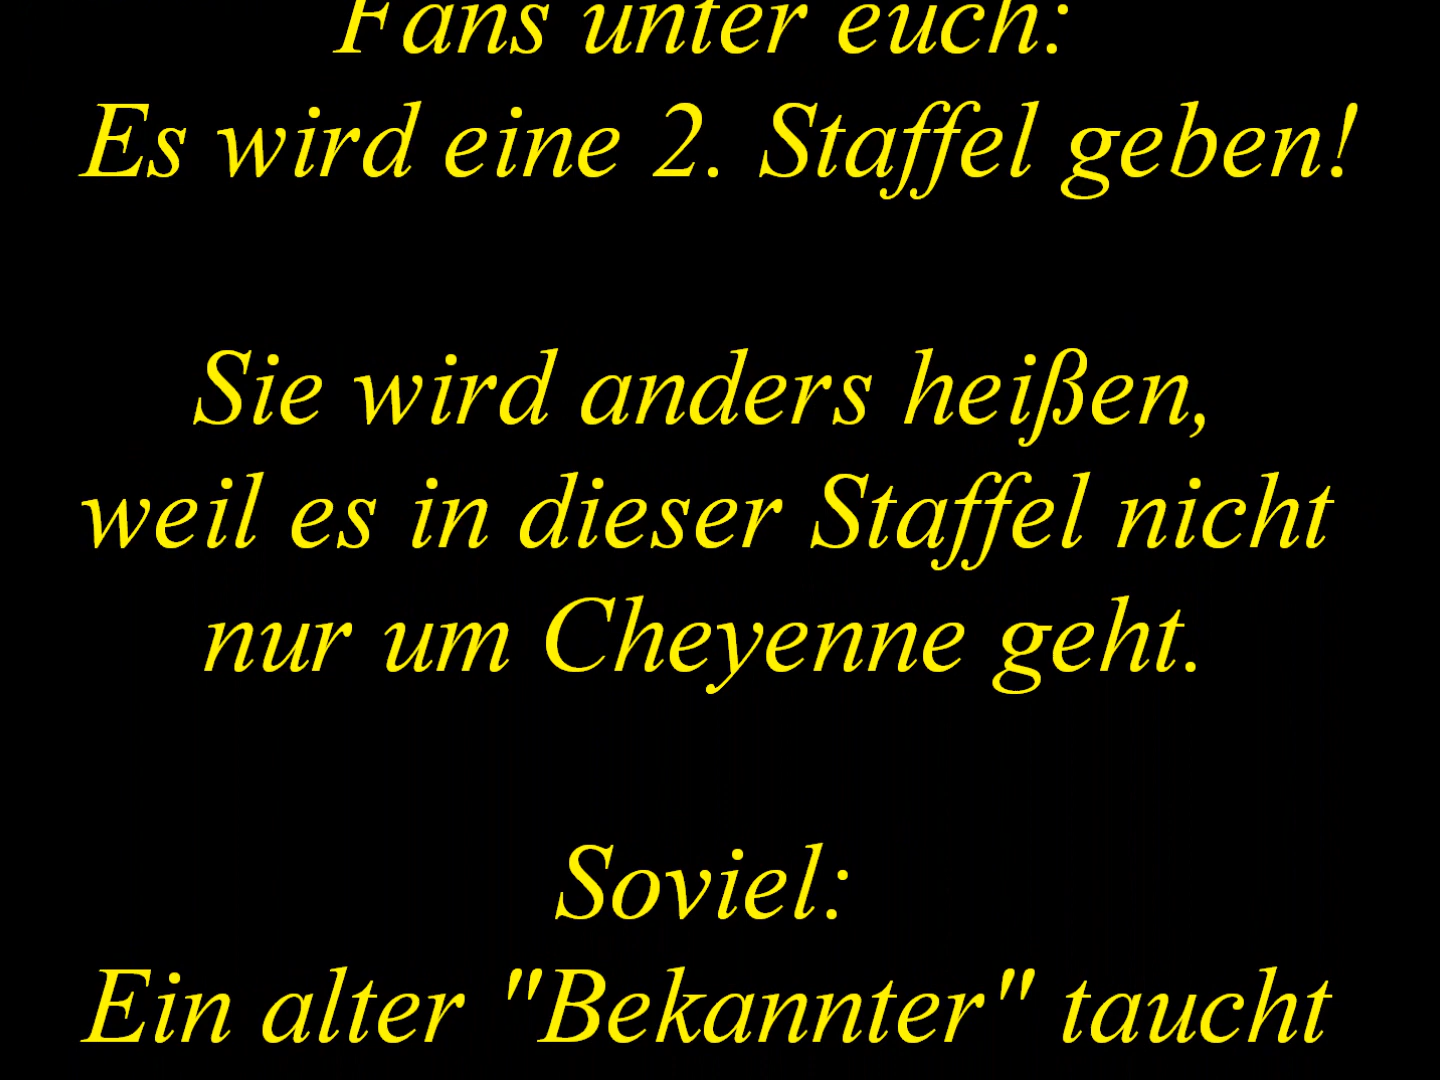 Fans unter euch:
Es wird eine 2. Staffel geben!
Sie wird anders heißen,
weil es in dieser Staffel nicht
nur um Cheyenne geht.
Soviel:
Ein alter "Bekannter" taucht